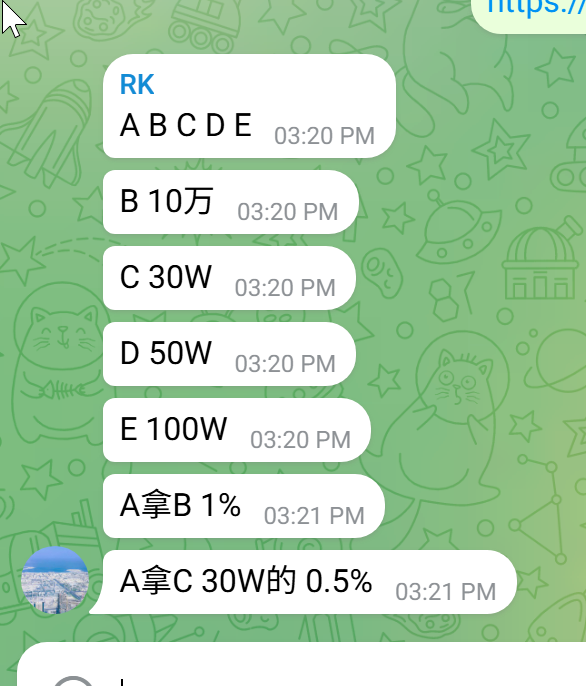 https://
RK
A B C D E 03:20 PM
B 10万 03:20 PM
C 30W 03:20 PM
D 50W 03:20 PM
E 100W 03:20 PM
A拿B 1% 03:21 PM
A拿C 30W的 0.5% 03:21 PM